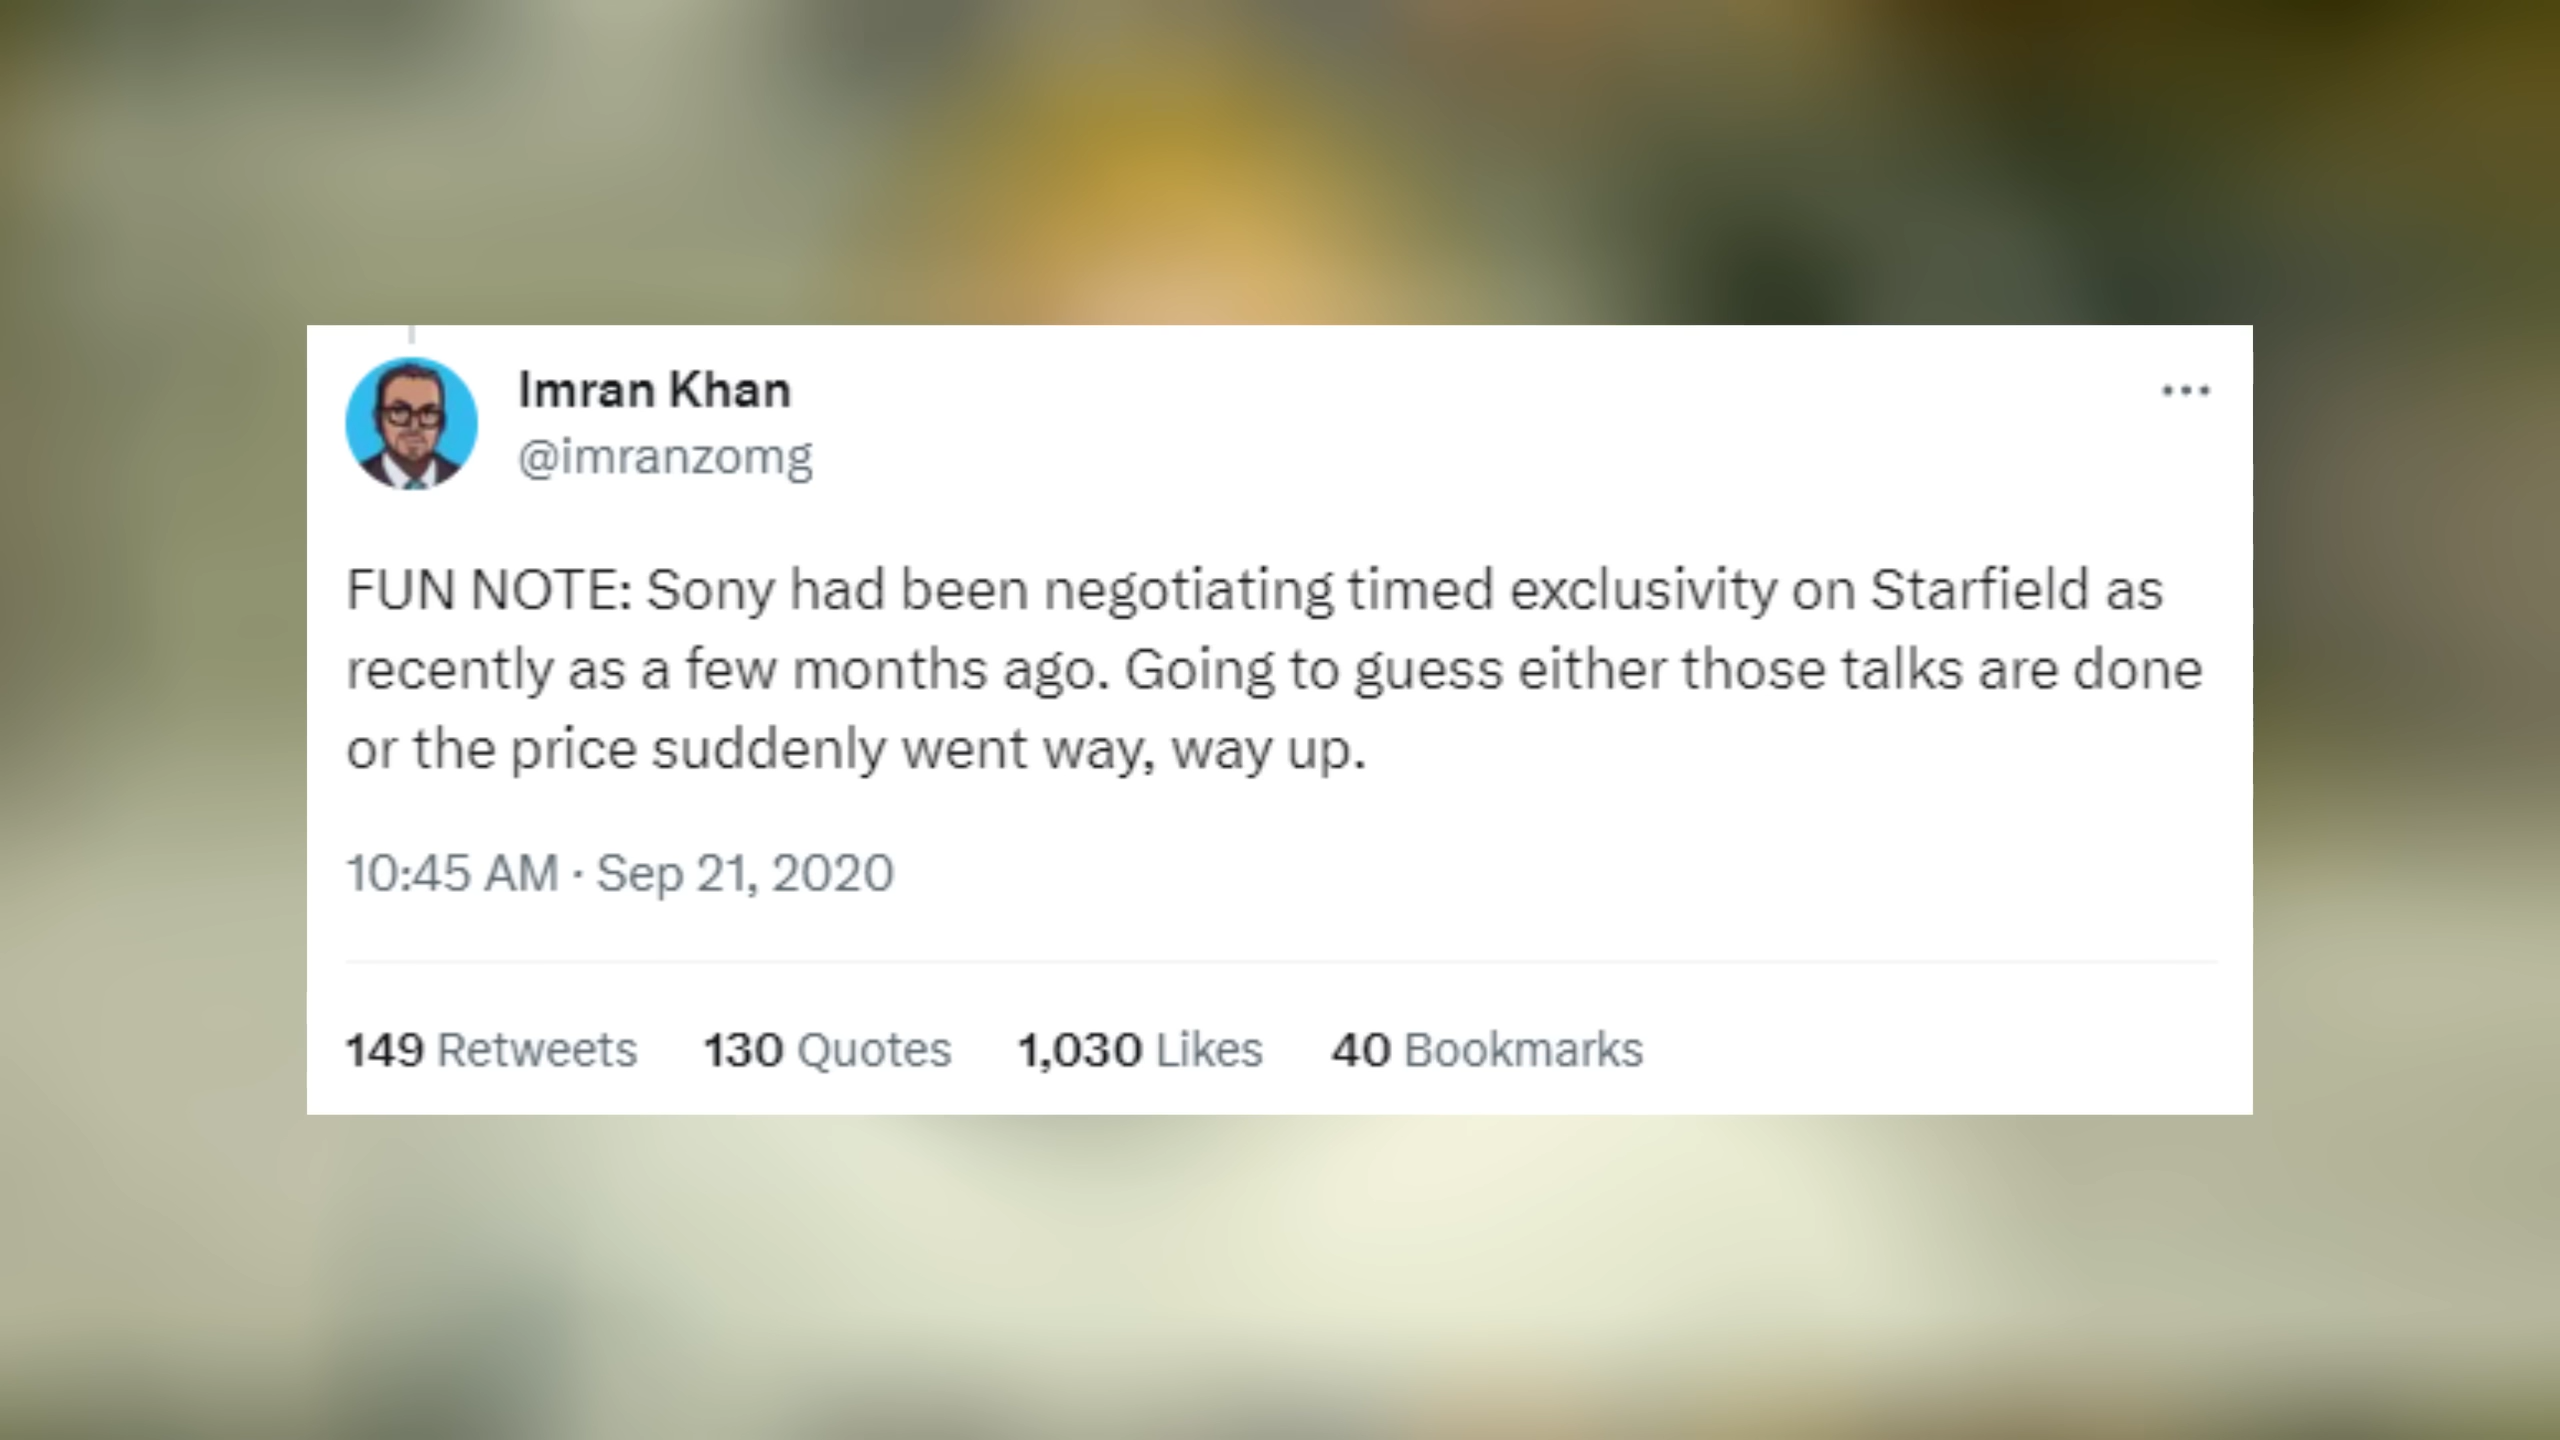 Imran Khan
@imranzomg
FUN NOTE: Sony had been negotiating timed exclusivity on Starfield as
recently as a few months ago. Going to guess either those talks are done
or the price suddenly went way, way up.
10:45 AM · Sep 21, 2020
149 Retweets 130 Quotes 1,030 Likes 40 Bookmarks